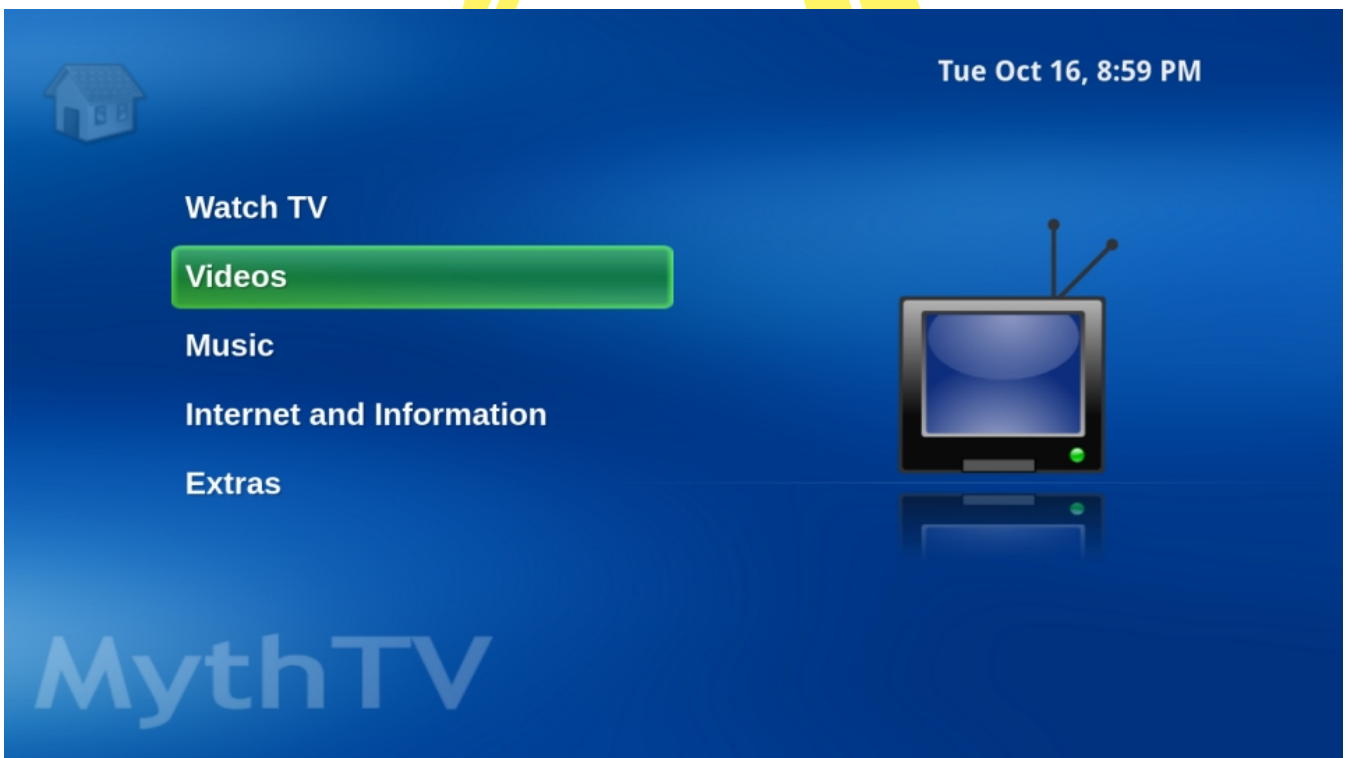 Tue Oct 16, 8:59 PM
Watch TV
Videos
Music
Internet and Information
Extras
MythTV